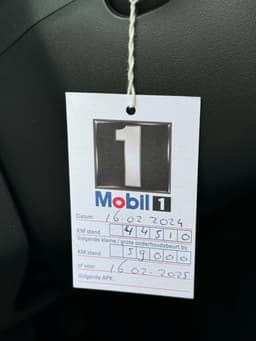 1
Mobil 1
Datum 16.02.2024
KM stand 44510
Volgende kleine / grote onderhoudsbeurt bij
KM stand 59000
of voor 16.02.2025
Volgende APK